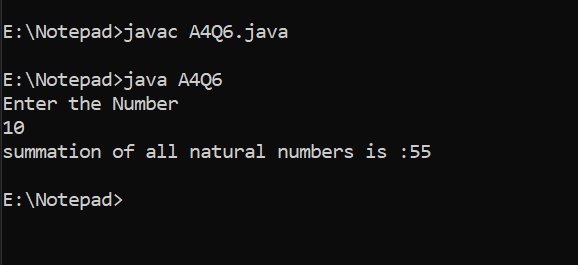 E:\Notepad>javac A4Q6.java
E:\Notepad>java A4Q6
Enter the Number
10
summation of all natural numbers is :55
E:\Notepad>